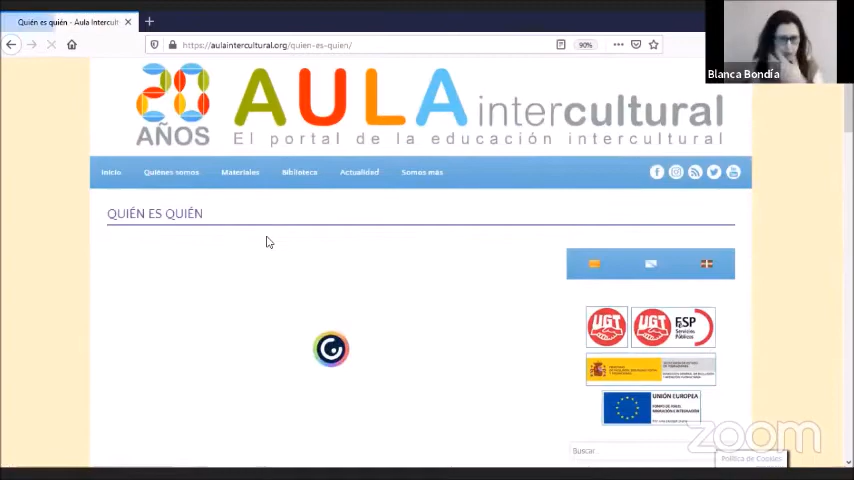 Quién es quién - Aula Intercult
https://aulaintercultural.org/quien-es-quien/
90%
Blanca Bondía
20
AÑOS
AULA intercultural
El portal de la educación intercultural
Inicio
Quiénes somos
Materiales
Biblioteca
Actualidad
Somos más
QUIÉN ES QUIÉN
UGT
UGT
FSP
Servicios
Públicos
UNIÓN EUROPEA
Buscar
zoom
Política de Cookies